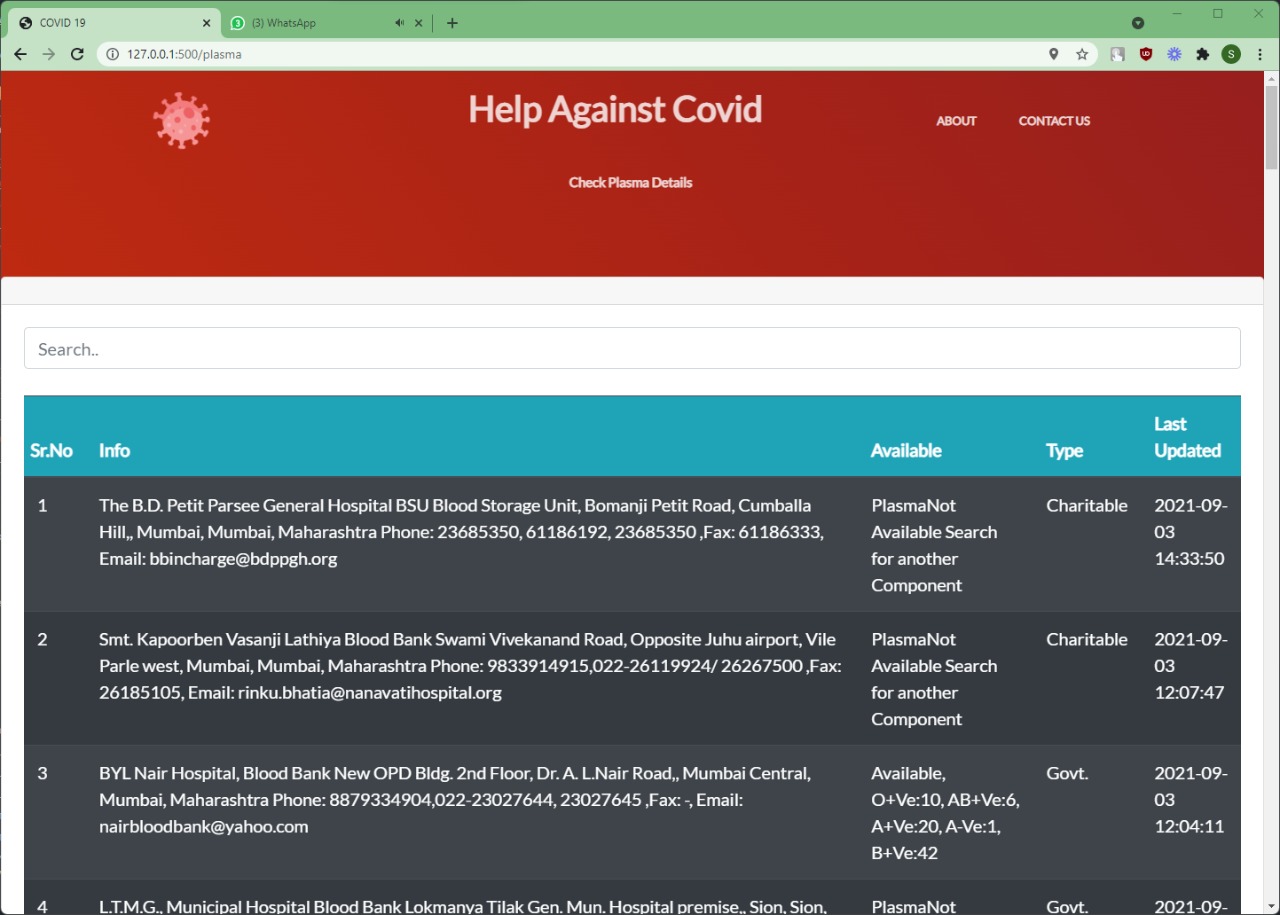 COVID 19
3
(3) WhatsApp
127.0.0.1:500/plasma
S
Help Against Covid
ABOUT
CONTACT US
Check Plasma Details
Search..
Sr.No
Info
Available
Type
Last
Updated
1
The B.D. Petit Parsee General Hospital BSU Blood Storage Unit, Bomanji Petit Road, Cumballa
Hill,, Mumbai, Mumbai, Maharashtra Phone: 23685350, 61186192, 23685350 ,Fax: 61186333,
Email: bbincharge@bdppgh.org
PlasmaNot
Available Search
for another
Component
Charitable
2021-09-
03
14:33:50
2
Smt. Kapoorben Vasanji Lathiya Blood Bank Swami Vivekanand Road, Opposite Juhu airport, Vile
Parle west, Mumbai, Mumbai, Maharashtra Phone: 9833914915,022-26119924/ 26267500 ,Fax:
26185105, Email: rinku.bhatia@nanavatihospital.org
PlasmaNot
Available Search
for another
Component
Charitable
2021-09-
03
12:07:47
3
BYL Nair Hospital, Blood Bank New OPD Bldg. 2nd Floor, Dr. A. L.Nair Road,, Mumbai Central,
Mumbai, Maharashtra Phone: 8879334904,022-23027644, 23027645 ,Fax: -, Email:
nairbloodbank@yahoo.com
Available,
O+Ve:10, AB+Ve:6,
A+Ve:20, A-Ve:1,
B+Ve:42
Govt.
2021-09-
03
12:04:11
4
L.T.M.G., Municipal Hospital Blood Bank Lokmanya Tilak Gen. Mun. Hospital premise,, Sion, Sion,
PlasmaNot
Govt.
2021-09-